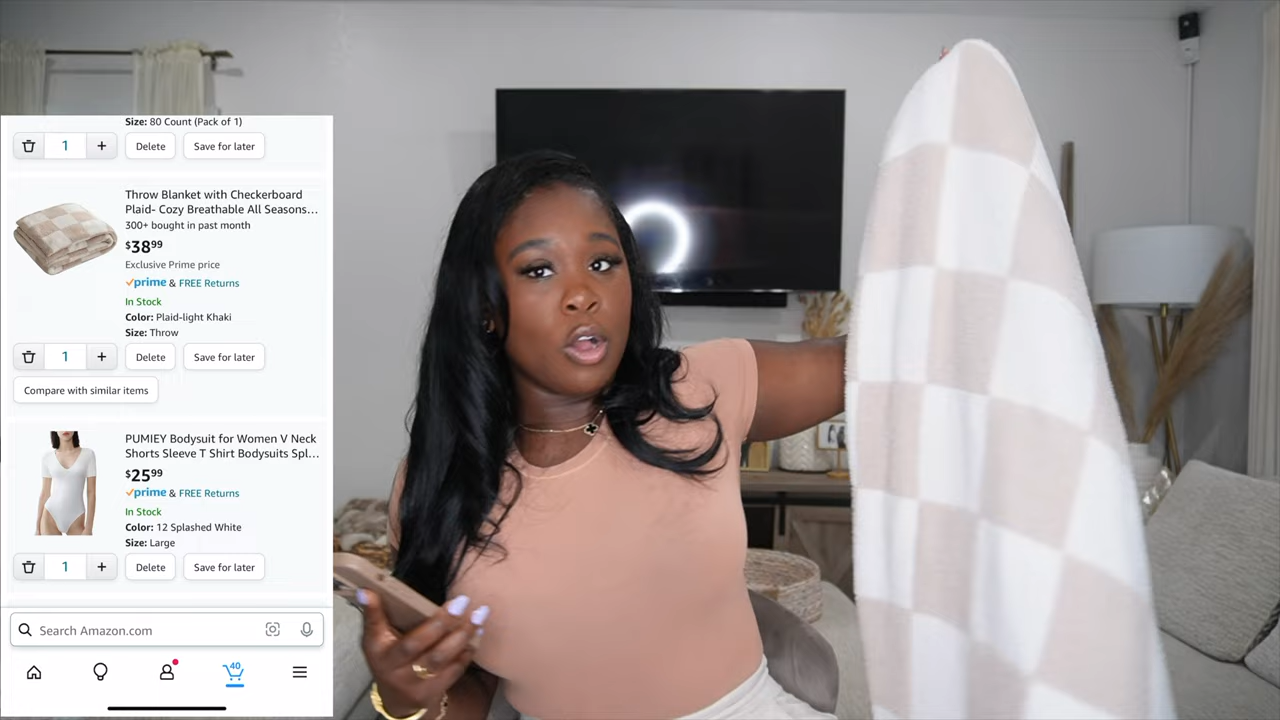 Size: 80 Count (Pack of 1)
1
+
Delete
Save for later
Throw Blanket with Checkerboard
Plaid- Cozy Breathable All Seasons…
300+ bought in past month
$3899
Exclusive Prime price
prime & FREE Returns
In Stock
Color: Plaid-light Khaki
Size: Throw
1
+
Delete
Save for later
Compare with similar items
PUMIEY Bodysuit for Women V Neck
Shorts Sleeve T Shirt Bodysuits Spl…
$2599
prime & FREE Returns
In Stock
Color: 12 Splashed White
Size: Large
1
+
Delete
Save for later
Search Amazon.com
40